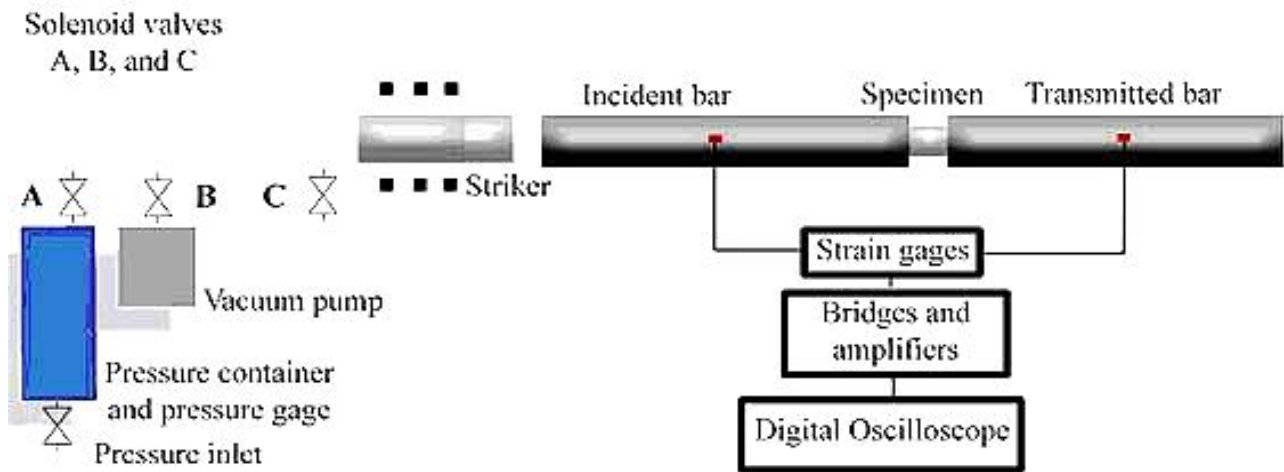 Solenoid valves
A, B, and C
Incident bar
Specimen
Transmitted bar
A
B
C
Striker
Strain gages
Vacuum pump
Bridges and
amplifiers
Pressure container
and pressure gage
Digital Oscilloscope
Pressure inlet